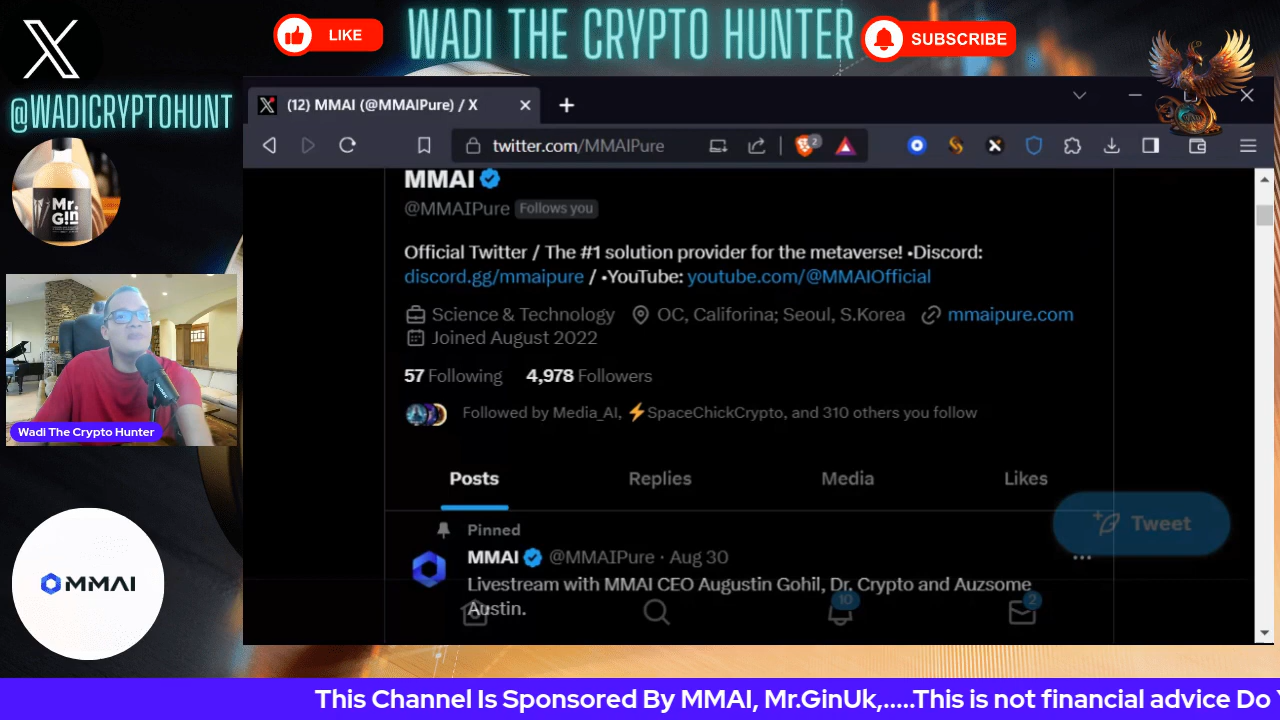 LIKE
WADI THE CRYPTO HUNTER
SUBSCRIBE
@WADICRYPTOHUNT
(12) MMAI (@MMAIPure) / X
twitter.com/MMAIPure
2
Mr.
Gin
MMAI
@MMAIPure Follows you
Official Twitter / The #1 solution provider for the metaverse! •Discord:
discord.gg/mmaipure / •YouTube: youtube.com/@MMAIOfficial
Science & Technology OC, Califorina; Seoul, S.Korea mmaipure.com
Joined August 2022
57 Following 4,978 Followers
Followed by Media_AI, ⚡SpaceChickCrypto, and 310 others you follow
Wadi The Crypto Hunter
Posts Replies Media Likes
Tweet
Pinned
MMAI @MMAIPure · Aug 30
Livestream with MMAI CEO Augustin Gohil, Dr. Crypto and Auzsome
Austin.
10
2
MMAI
This Channel Is Sponsored By MMAI, Mr.GinUk,.....This is not financial advice Do